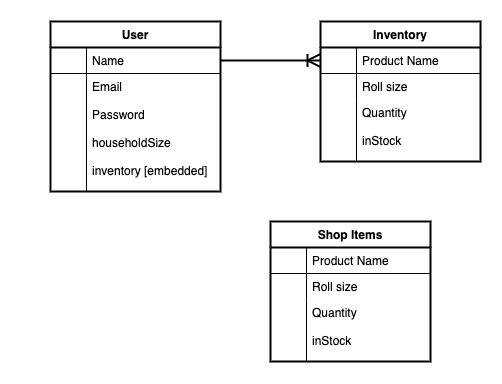 User
Name
Email
Password
householdSize
inventory [embedded]
Inventory
Product Name
Roll size
Quantity
inStock
Shop Items
Product Name
Roll size
Quantity
inStock